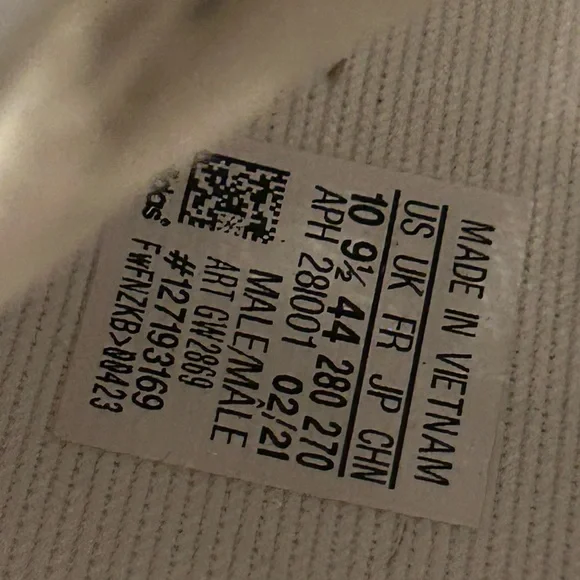 MADE IN VIETNAM
US UK FR JP CHN
10 9½ 44 280 270
APH 28I001 02/21
MALE/MÂLE
ART GW2869
#127193169
FWFNZKB>00423